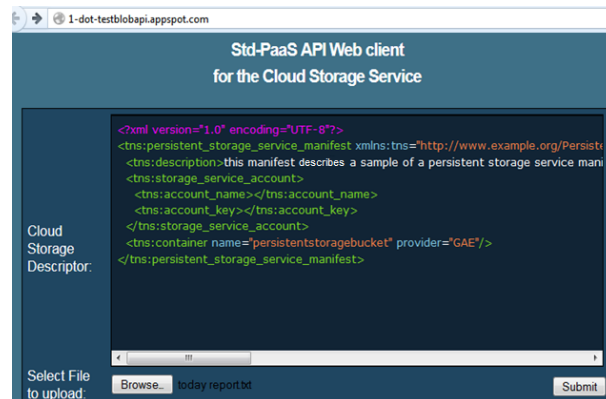 1-dot-testblobapi.appspot.com
Std-PaaS API Web client
for the Cloud Storage Service
<?xml version="1.0" encoding="UTF-8"?>
<tns:persistent_storage_service_manifest xmlns:tns="http://www.example.org/Persiste
<tns:description>this manifest describes a sample of a persistent storage service mani
<tns:storage_service_account>
<tns:account_name></tns:account_name>
<tns:account_key></tns:account_key>
</tns:storage_service_account>
<tns:container name="persistentstoragebucket" provider="GAE"/>
</tns:persistent_storage_service_manifest>
Cloud
Storage
Descriptor:
Select File
to upload:
Browse_ today report.txt
Submit